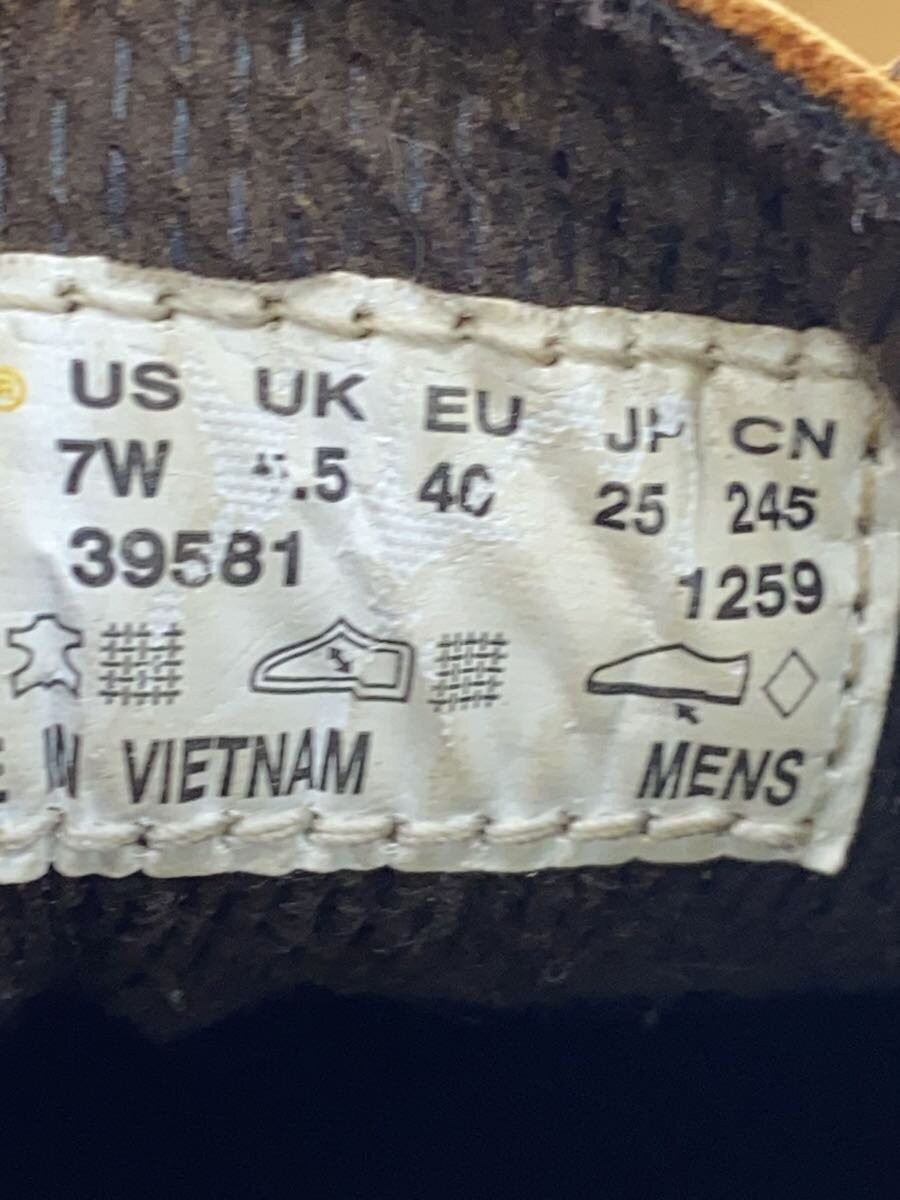 ® US UK EU JP CN
7W .5 40 25 245
39581 1259
VIETNAM MENS